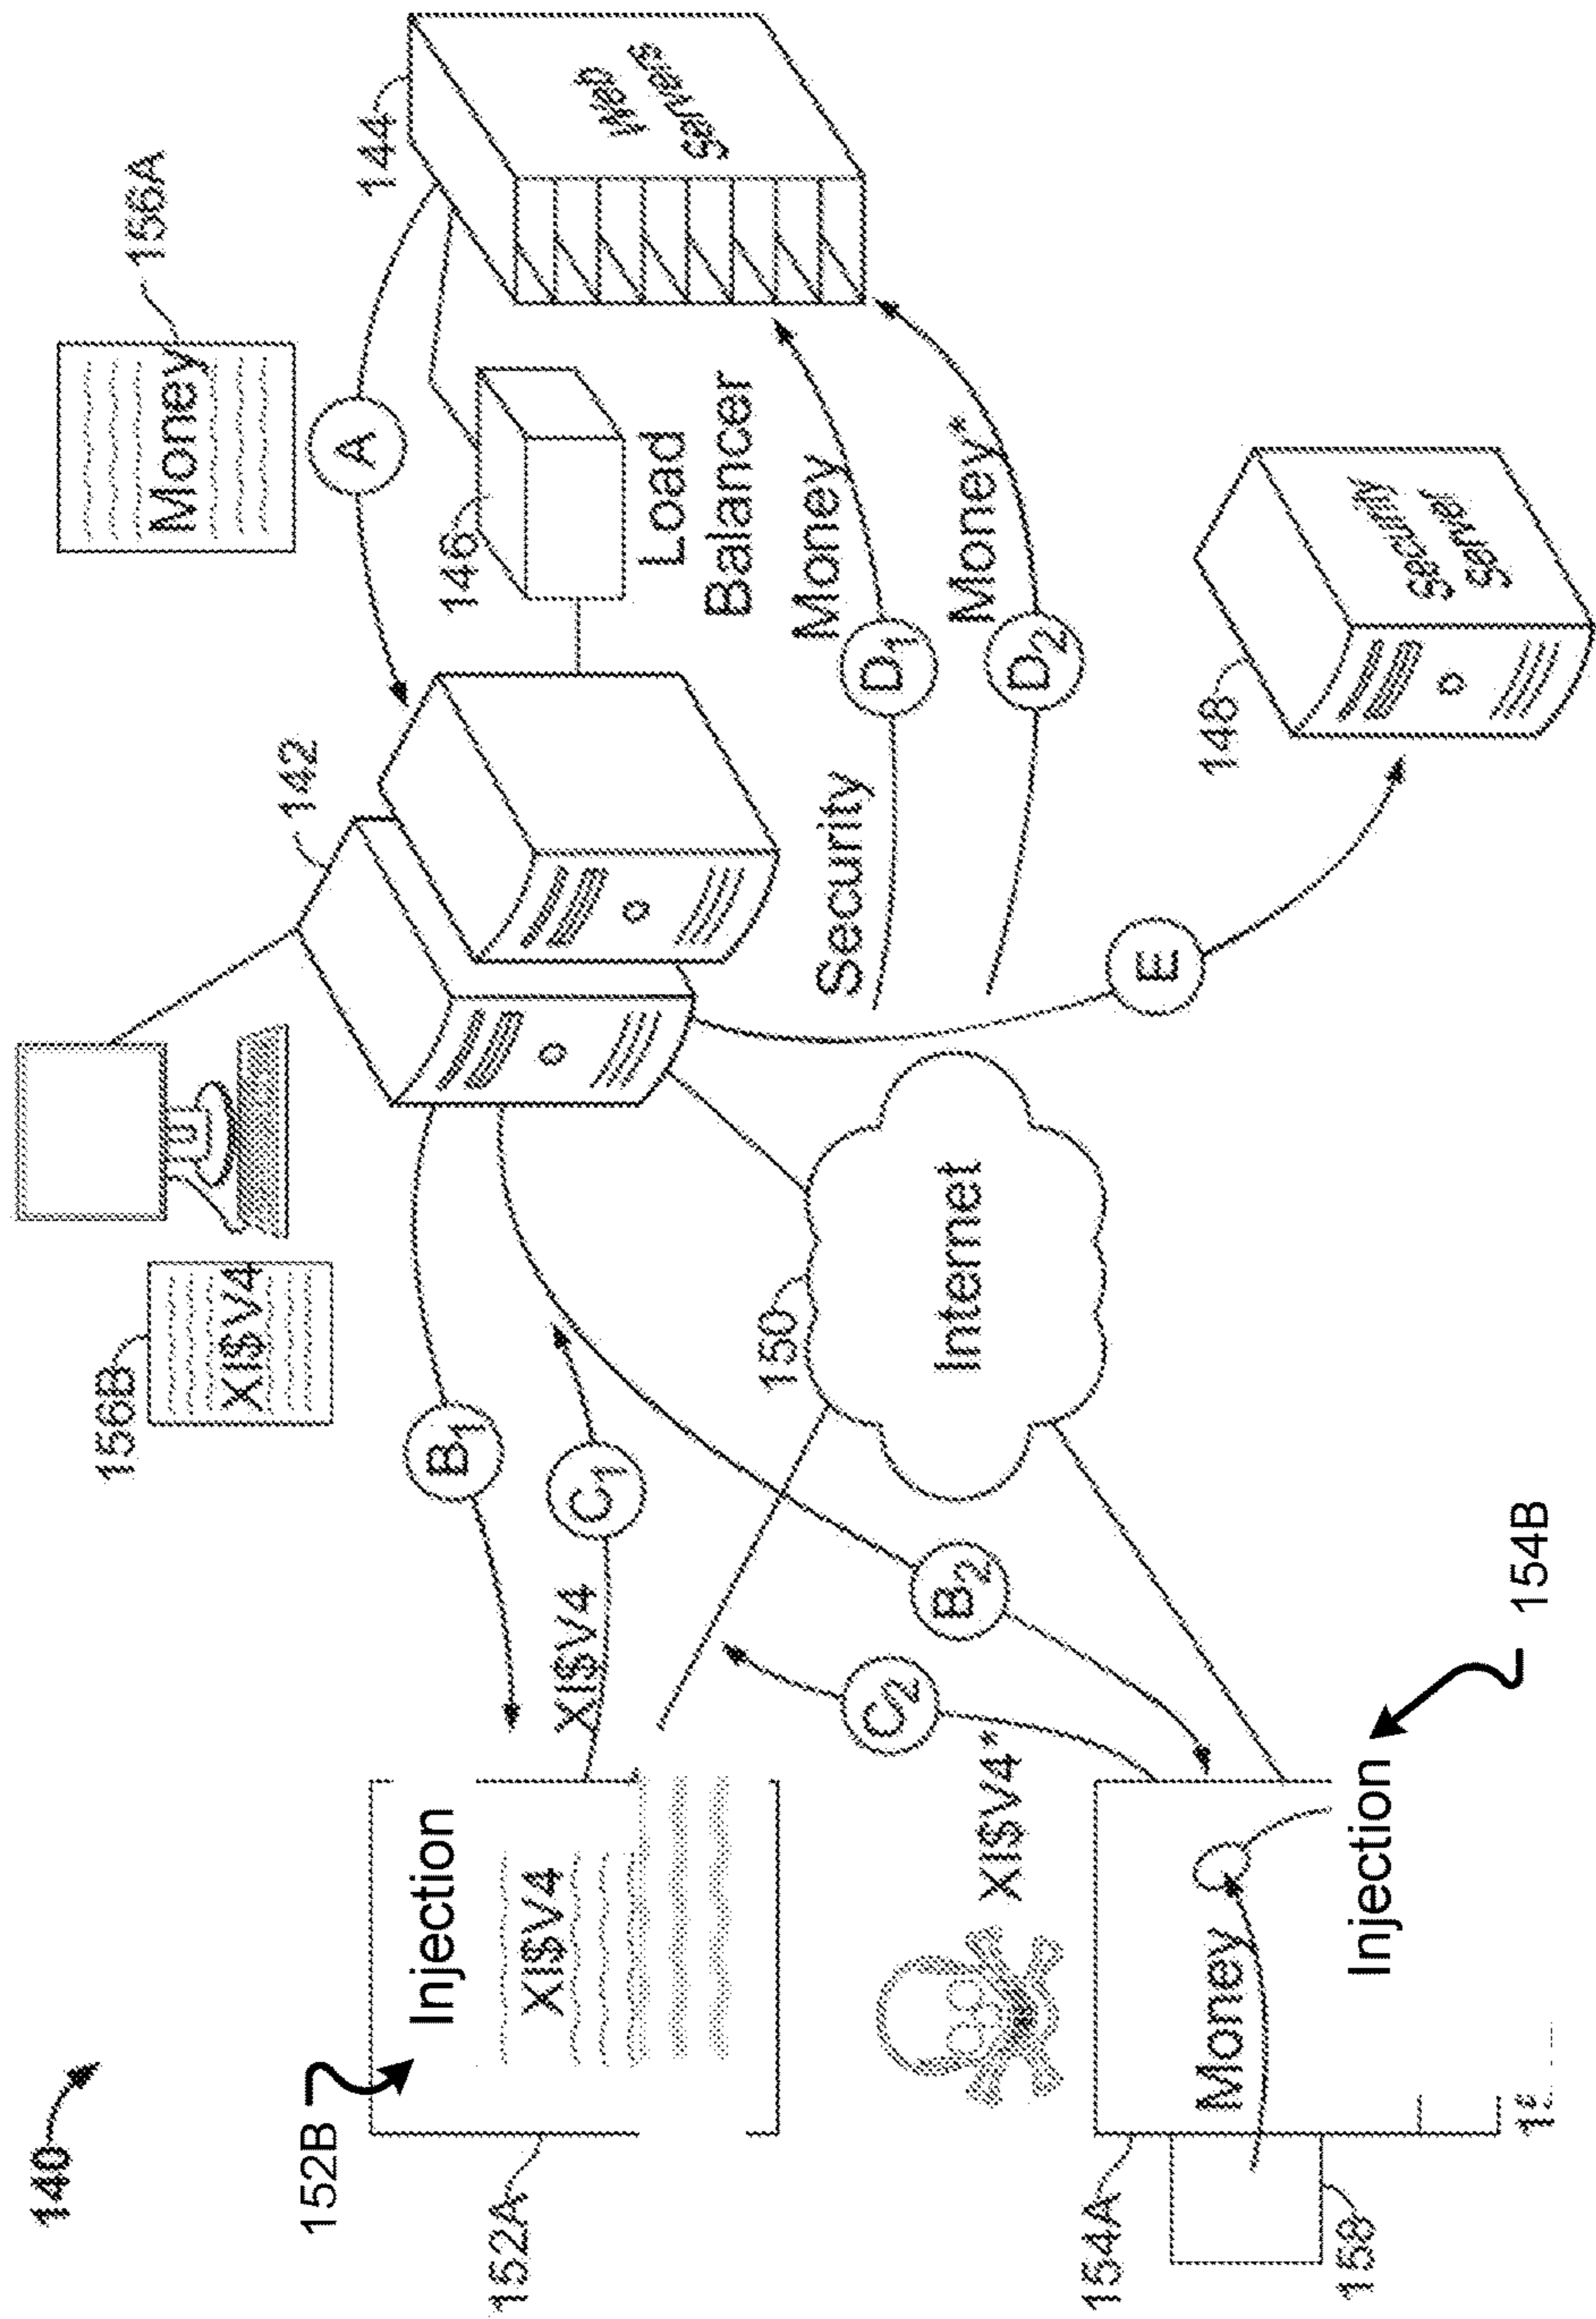 140
156B
XI$V4
142
156A
Money
A
144
Web
servers
146
Load
Balancer
152B
Injection
XI$V4
152A
B1
C1
XI$V4
150
Internet
Security
D1
Money
D2
Money*
B2
C2
XI$V4*
E
148
security
server
154A
Money
158
Injection
154B